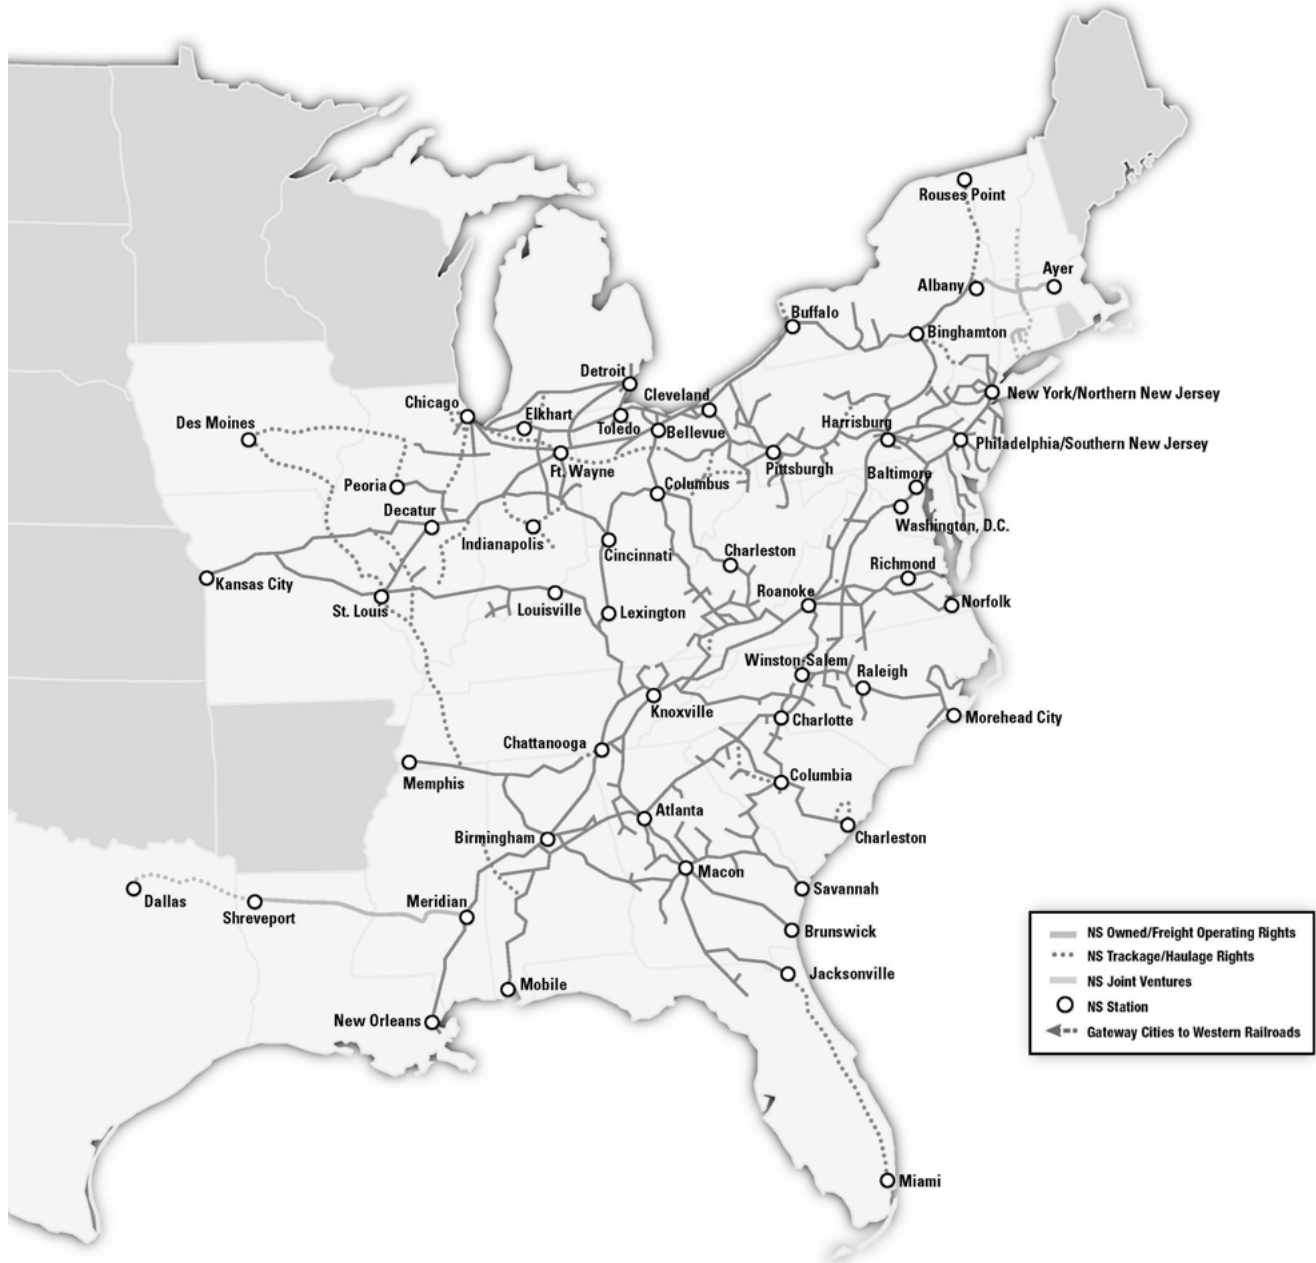 Rouses Point
Ayer
Albany
Buffalo
Binghamton
Detroit
Cleveland
New York/Northern New Jersey
Chicago
Elkhart
Des Moines
Toledo
Bellevue
Harrisburg
Philadelphia/Southern New Jersey
Ft. Wayne
Pittsburgh
Baltimore
Peoria
Columbus
Decatur
Washington, D.C.
Indianapolis
Cincinnati
Charleston
Richmond
Kansas City
Roanoke
Norfolk
St. Louis
Louisville
Lexington
Winston-Salem
Raleigh
Knoxville
Charlotte
Morehead City
Chattanooga
Memphis
Columbia
Atlanta
Birmingham
Charleston
Macon
Dallas
Savannah
Meridian
Shreveport
Brunswick
Jacksonville
Mobile
New Orleans
Miami
NS Owned/Freight Operating Rights
NS Trackage/Haulage Rights
NS Joint Ventures
NS Station
Gateway Cities to Western Railroads